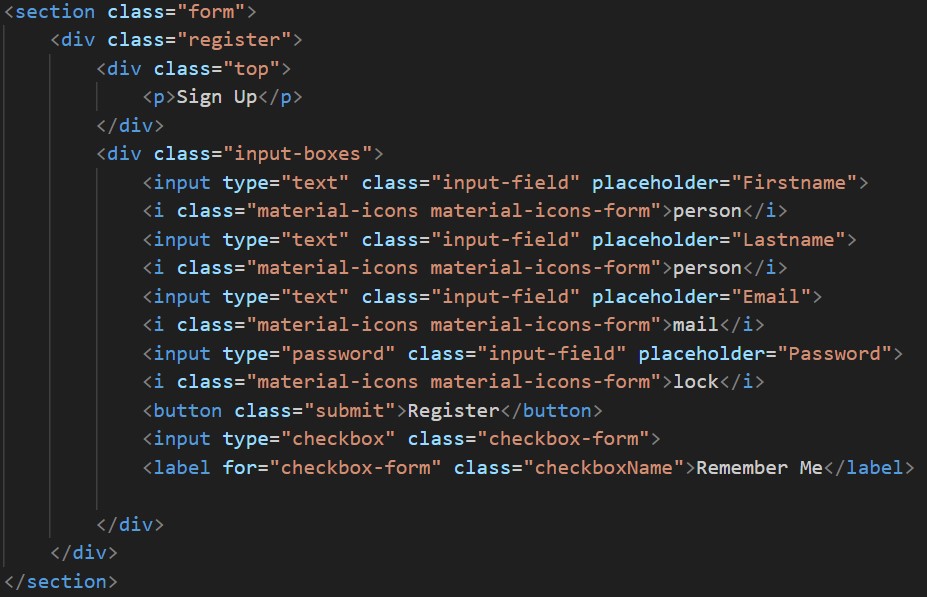 <section class="form">
<div class="register">
<div class="top">
<p>Sign Up</p>
</div>
<div class="input-boxes">
<input type="text" class="input-field" placeholder="Firstname">
<i class="material-icons material-icons-form">person</i>
<input type="text" class="input-field" placeholder="Lastname">
<i class="material-icons material-icons-form">person</i>
<input type="text" class="input-field" placeholder="Email">
<i class="material-icons material-icons-form">mail</i>
<input type="password" class="input-field" placeholder="Password">
<i class="material-icons material-icons-form">lock</i>
<button class="submit">Register</button>
<input type="checkbox" class="checkbox-form">
<label for="checkbox-form" class="checkboxName">Remember Me</label>
</div>
</div>
</section>